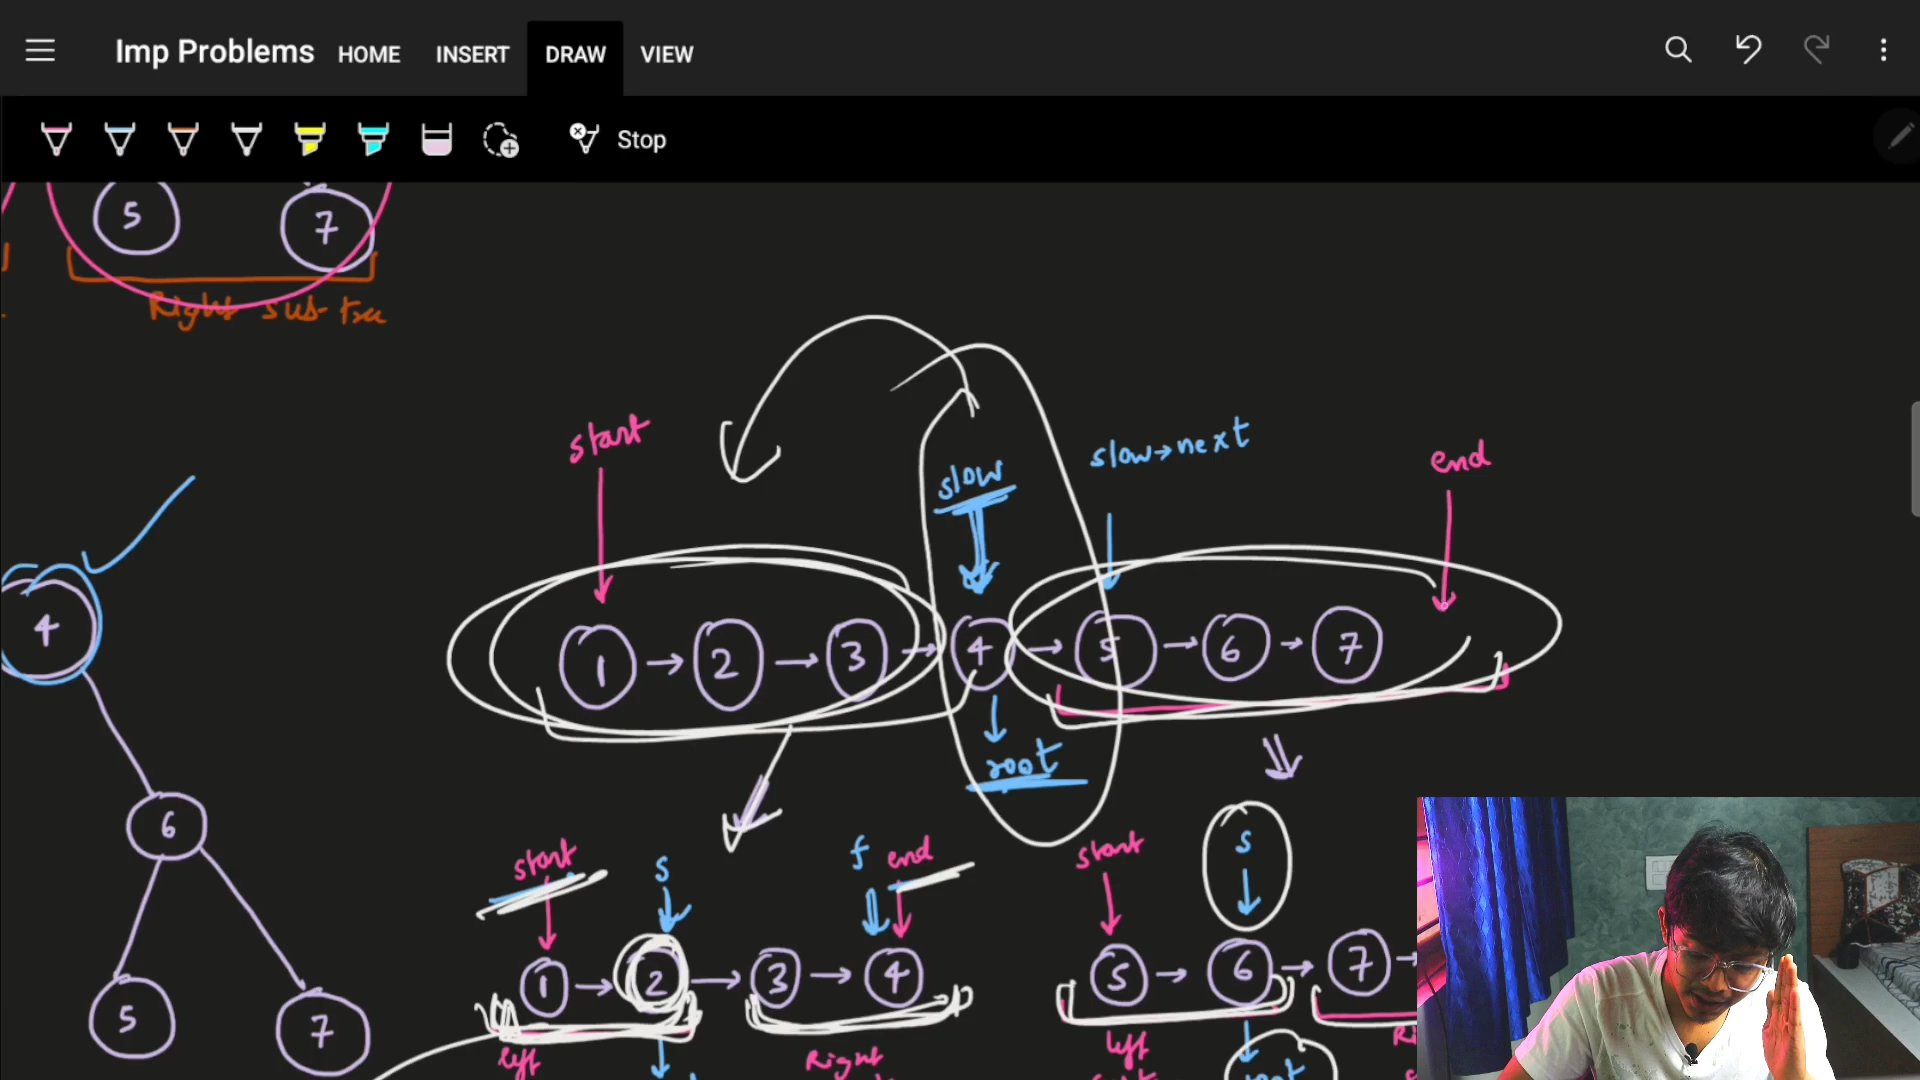 Imp Problems HOME INSERT DRAW VIEW
Stop
5 7
Right sub-tree
start slow slow→next end
4
1 → 2 → 3 → 4 → 5 → 6 → 7
root
6
start s f end start s
5 7
1 → 2 → 3 → 4 5 → 6 → 7 →
left Right left
root